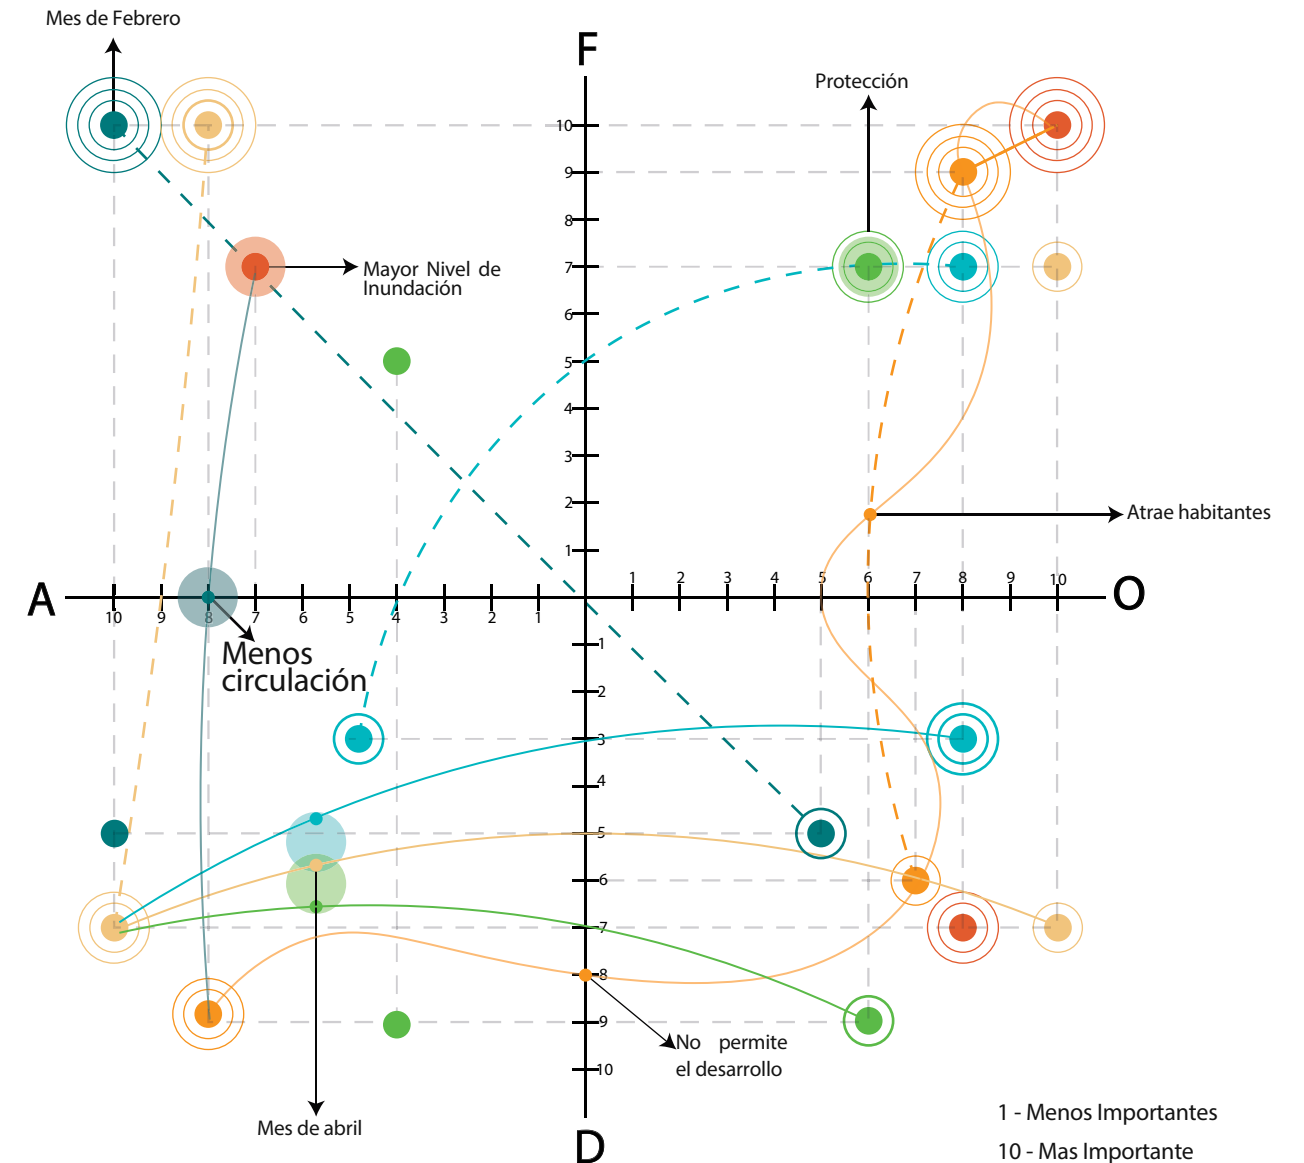 Mes de Febrero
F
Protección
10
9
8
7
6
5
4
3
2
1
Mayor Nivel de
Inundación
Atrae habitantes
A
10 9 8 7 6 5 4 3 2 1
1 2 3 4 5 6 7 8 9 10
O
Menos
circulación
1
2
3
4
5
6
7
8
9
10
No permite
el desarrollo
Mes de abril
D
1 - Menos Importantes
10 - Mas Importante